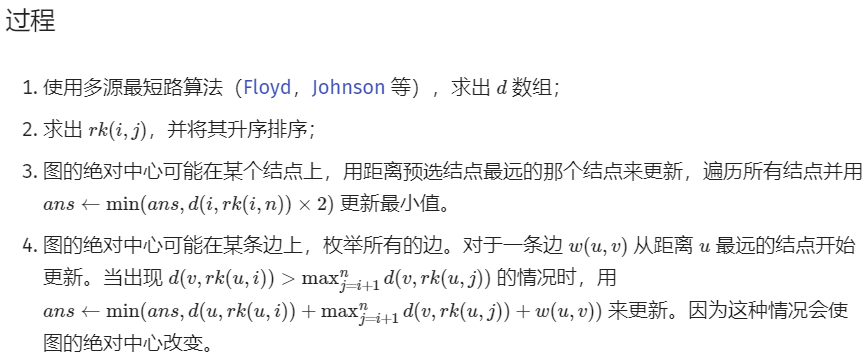 过程
1. 使用多源最短路算法（Floyd，Johnson 等），求出 d 数组；
2. 求出 rk(i, j)，并将其升序排序；
3. 图的绝对中心可能在某个结点上，用距离预选结点最远的那个结点来更新，遍历所有结点并用
ans ← min(ans, d(i, rk(i, n)) × 2) 更新最小值。
4. 图的绝对中心可能在某条边上，枚举所有的边。对于一条边 w(u, v) 从距离 u 最远的结点开始
更新。当出现 d(v, rk(u, i)) > max_{j=i+1}^{n} d(v, rk(u, j)) 的情况时，用
ans ← min(ans, d(u, rk(u, i)) + max_{j=i+1}^{n} d(v, rk(u, j)) + w(u, v)) 来更新。因为这种情况会使
图的绝对中心改变。